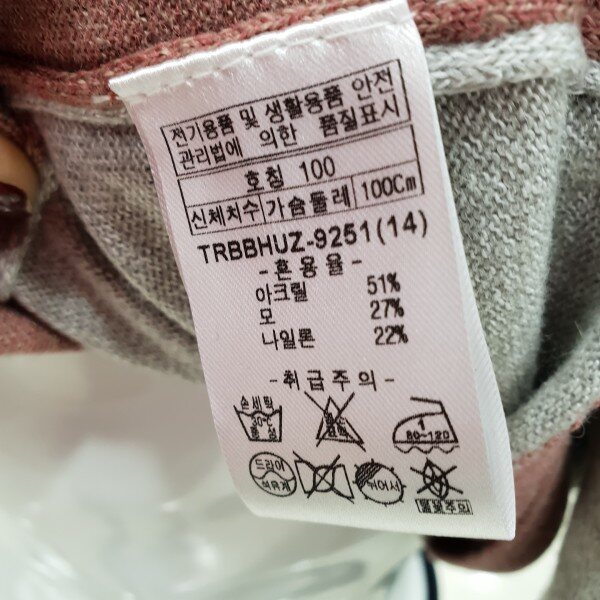 전기용품 및 생활용품 안전
관리법에 의한 품질표시
호칭 100
신체치수 가슴둘레 100Cm
TRBBHUZ-9251(14)
-혼용율-
아크릴 51%
모 27%
나일론 22%
-취급주의-
손세탁
30℃
중성
1
80~120
드라이
석유계
뉘어서
불꽃주의